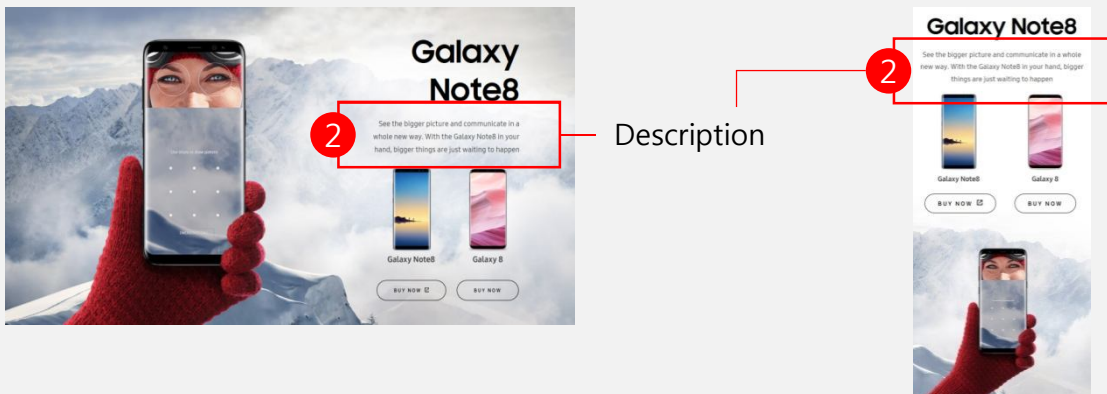 Galaxy
Note8
2
See the bigger picture and communicate in a
whole new way. With the Galaxy Note8 in your
hand, bigger things are just waiting to happen
Galaxy Note8
Galaxy 8
BUY NOW
BUY NOW
Description
Galaxy Note8
2
See the bigger picture and communicate in a whole
new way. With the Galaxy Note8 in your hand, bigger
things are just waiting to happen
Galaxy Note8
Galaxy 8
BUY NOW
BUY NOW